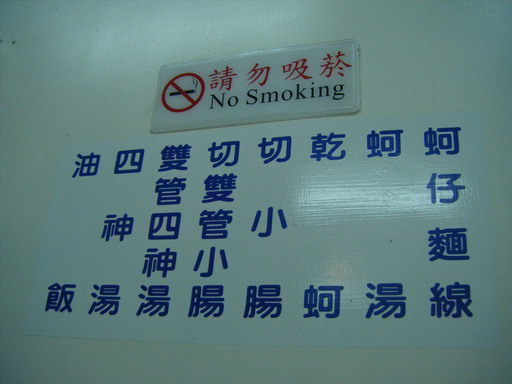 請勿吸菸
No Smoking
蚵仔麵線
蚵湯
乾蚵
切小腸
切雙管小腸
雙管四神湯
四神湯
油飯